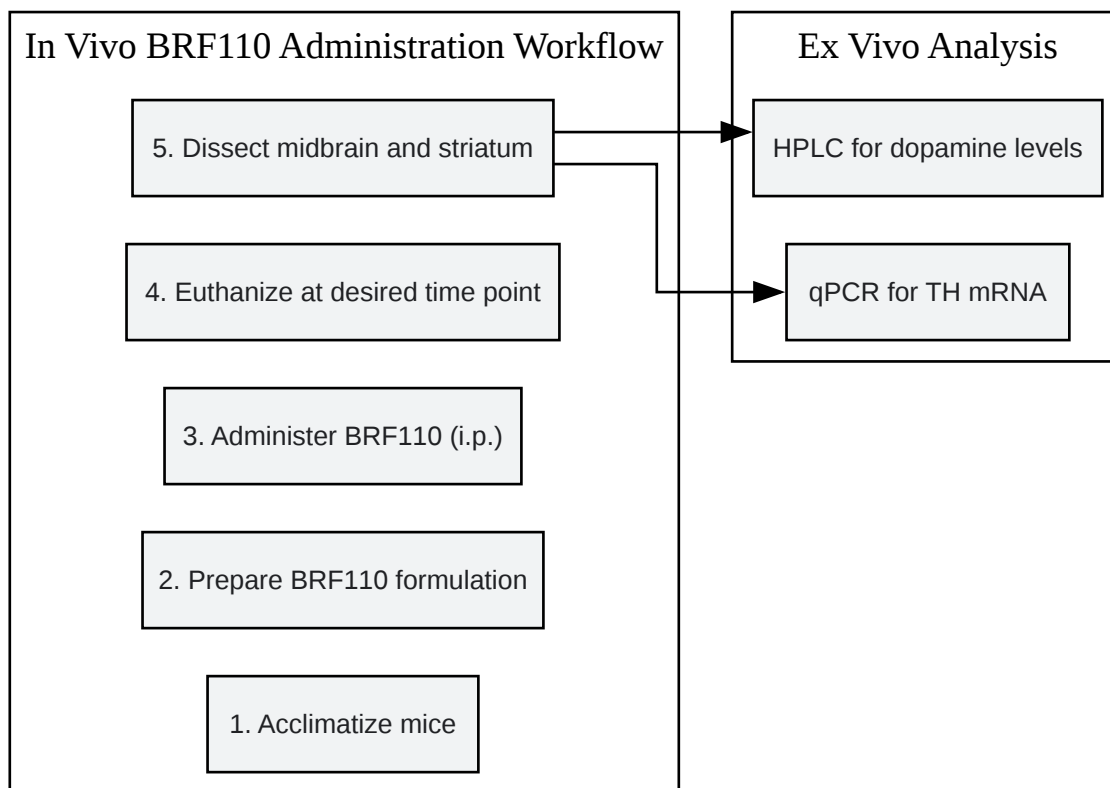 In Vivo BRF110 Administration Workflow
5. Dissect midbrain and striatum
4. Euthanize at desired time point
3. Administer BRF110 (i.p.)
2. Prepare BRF110 formulation
1. Acclimatize mice
Ex Vivo Analysis
HPLC for dopamine levels
qPCR for TH mRNA